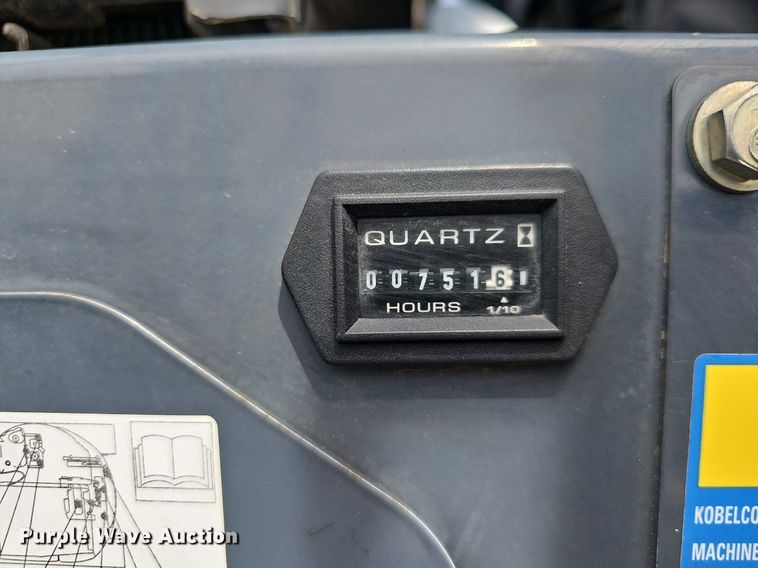 QUARTZ
0075161
HOURS 1/10
KOBELCO
MACHINE
Purple Wave Auction